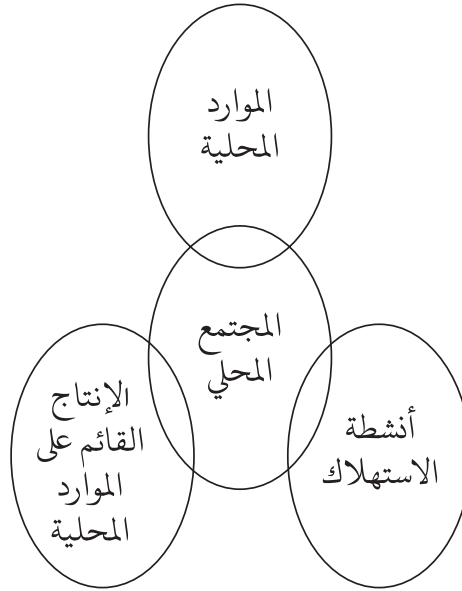 الموارد
المحلية
المجتمع
المحلي
أنشطة
الاستهلاك
الإنتاج
القائم على
الموارد
المحلية